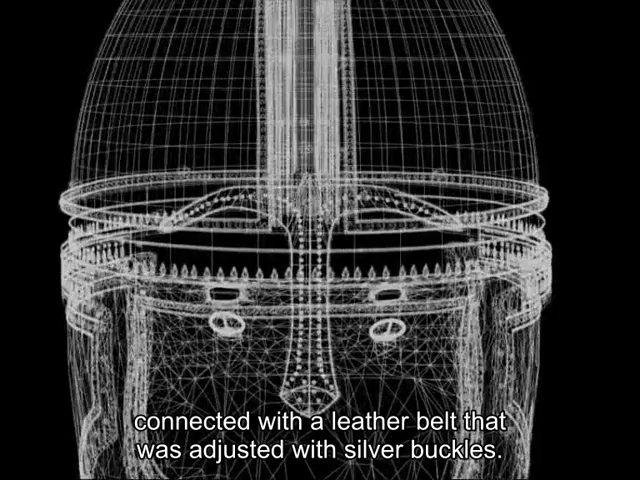 connected with a leather belt that
was adjusted with silver buckles.